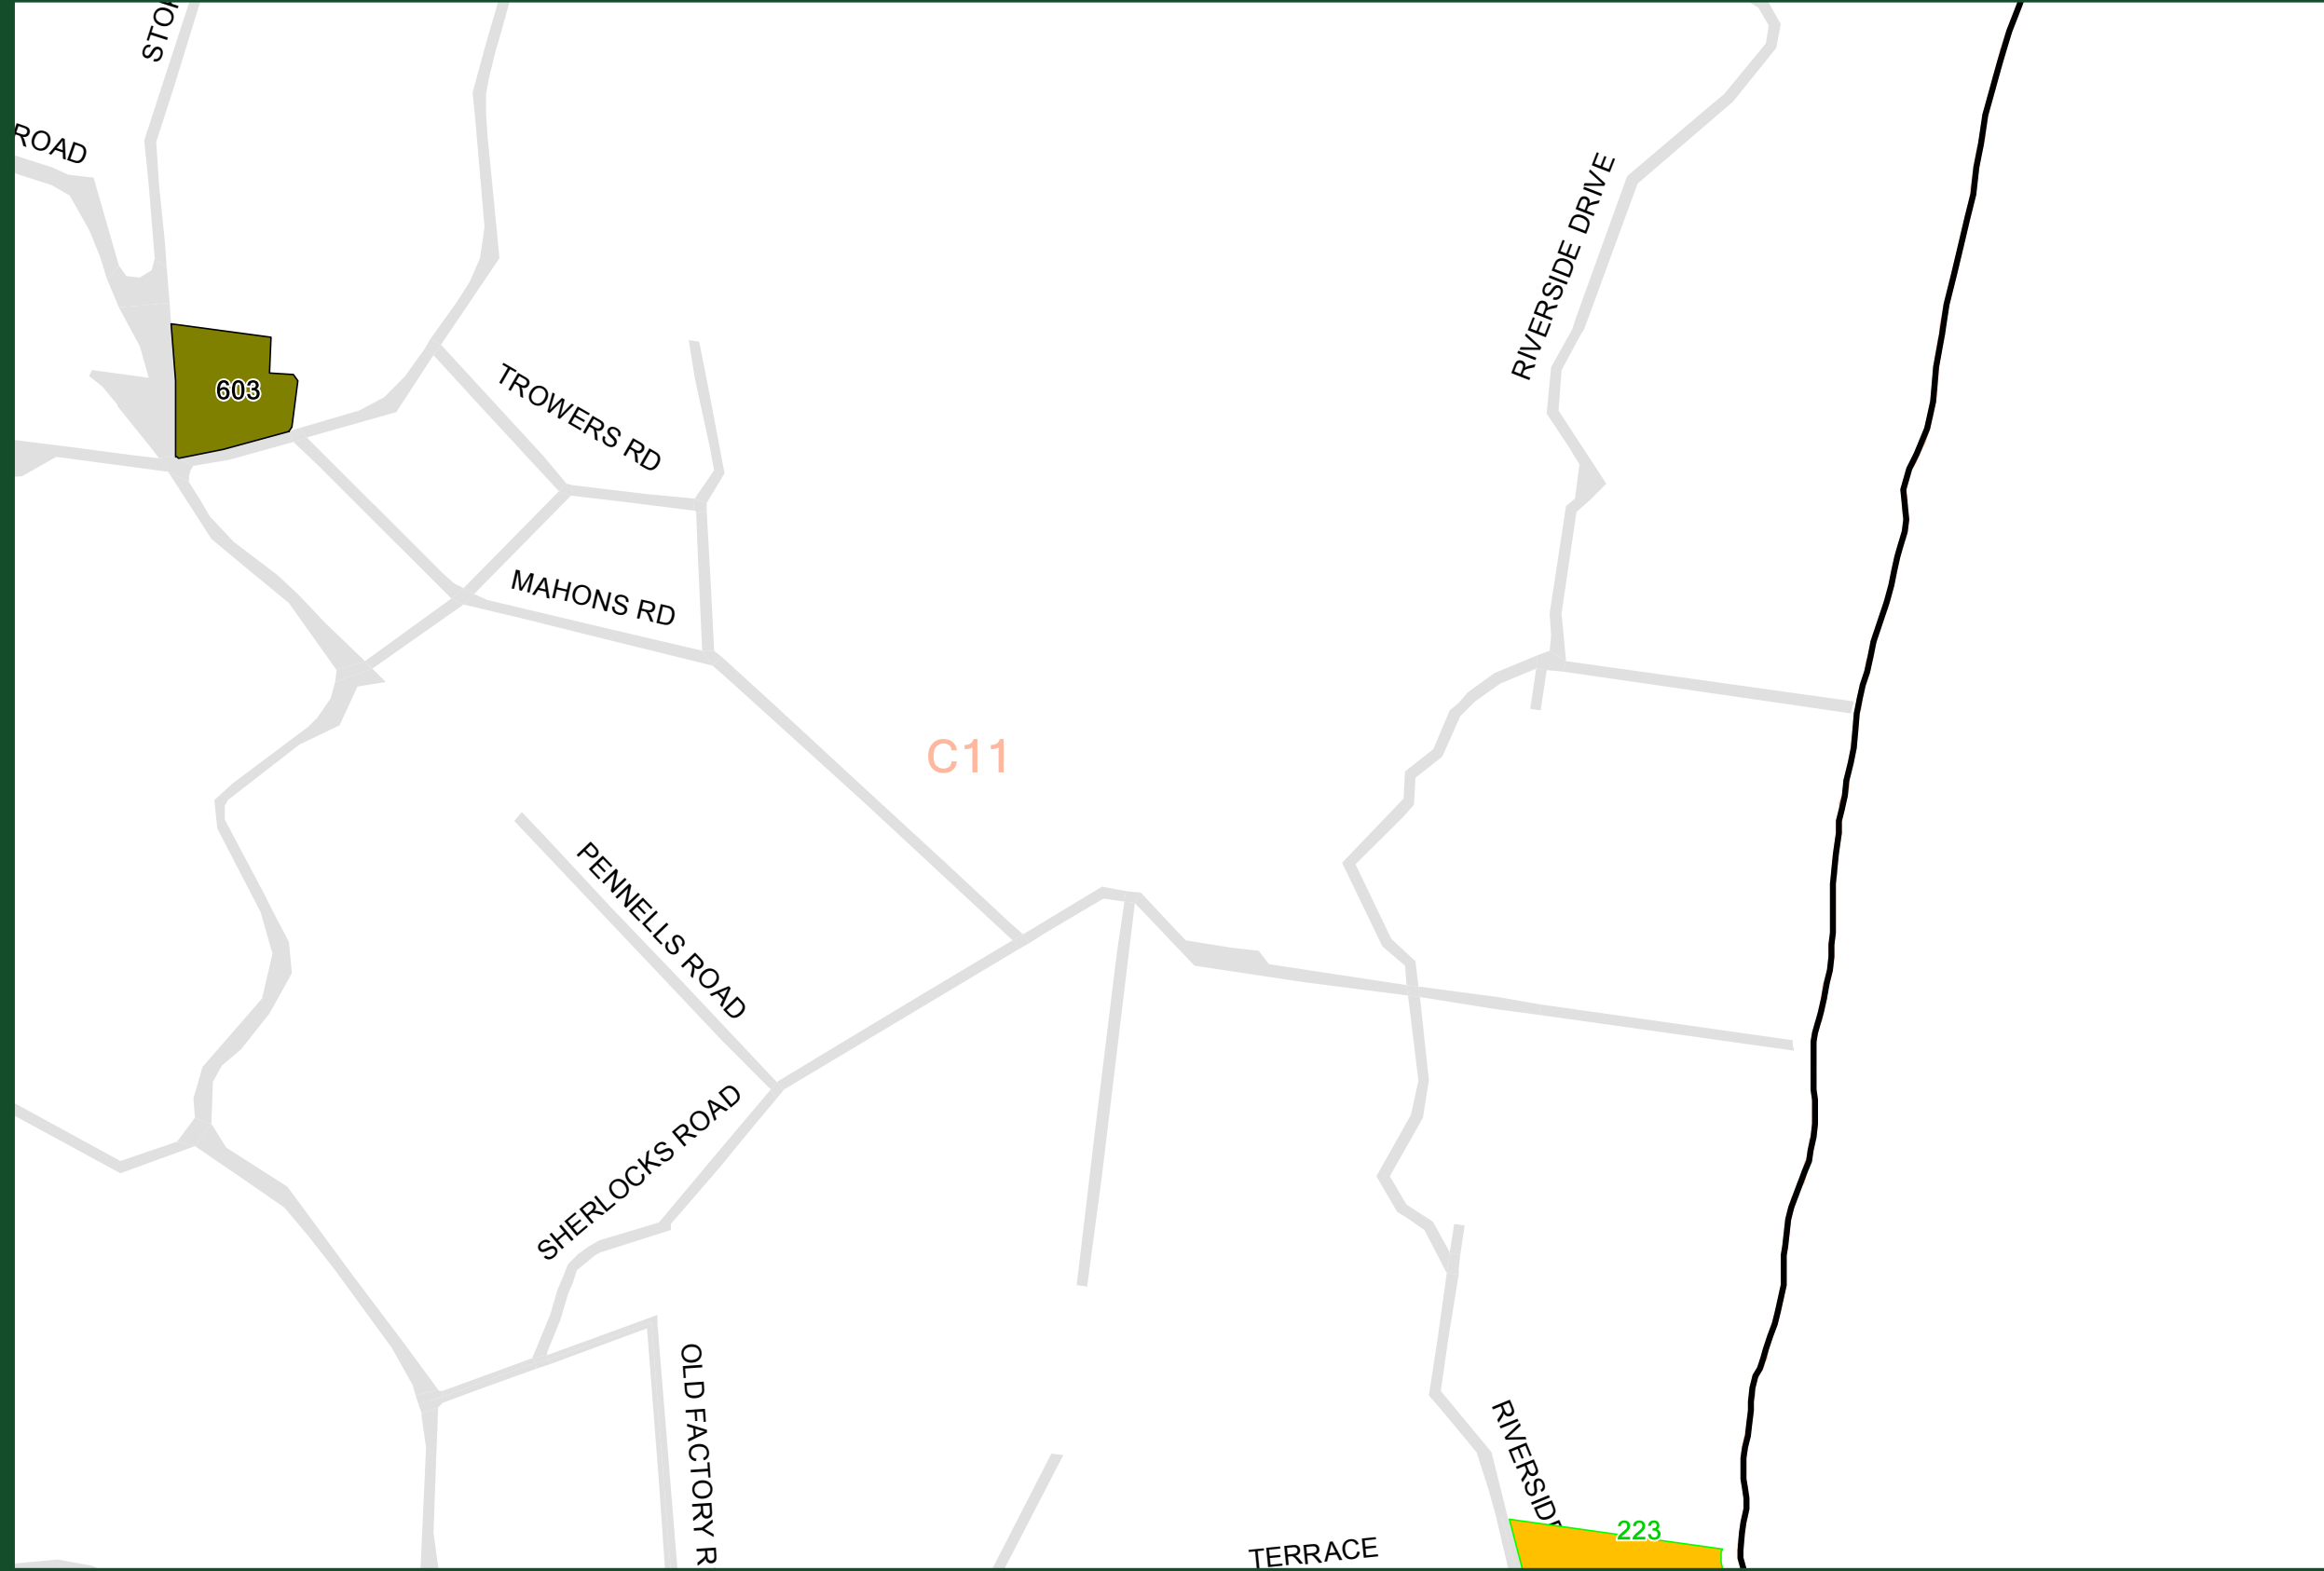 ROAD
RIVERSIDE DRIVE
603
TROWERS RD
MAHONS RD
C11
PENNELLS ROAD
SHERLOCKS ROAD
OLD FACTORY R
RIVERSID
223
TERRACE